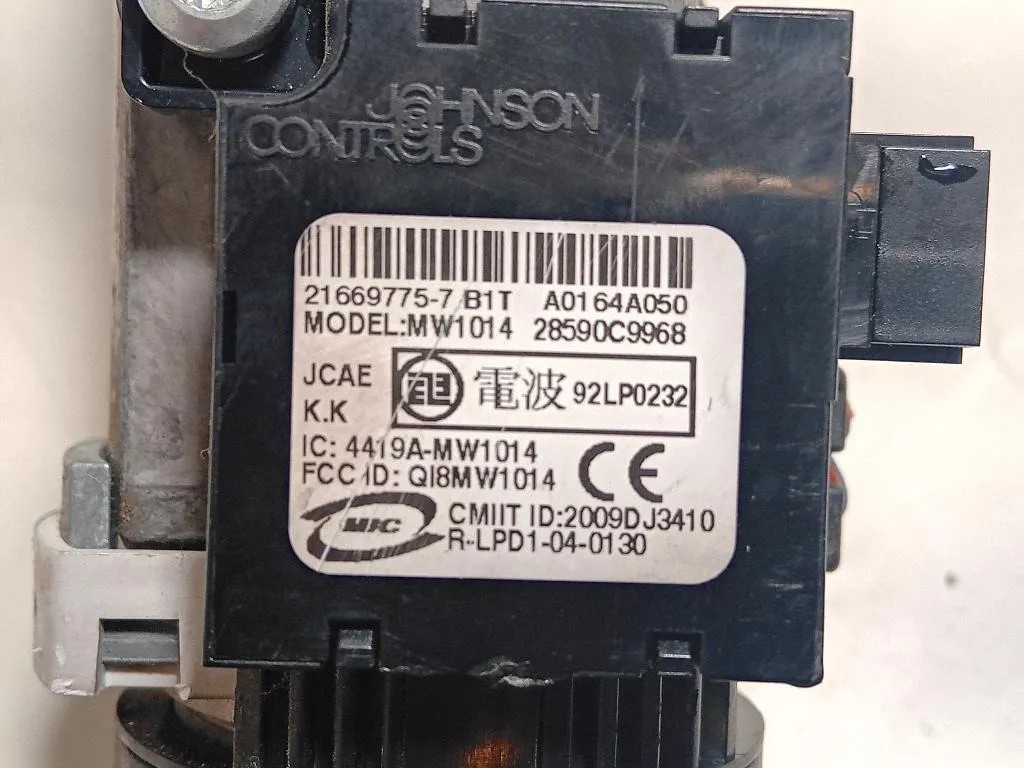 JOHNSON
CONTROLS
21669775-7 B1T A0164A050
MODEL:MW1014 28590C9968
JCAE
K.K
電波 92LP0232
IC: 4419A-MW1014
FCC ID: QI8MW1014
CE
MIC
CMIIT ID:2009DJ3410
R-LPD1-04-0130